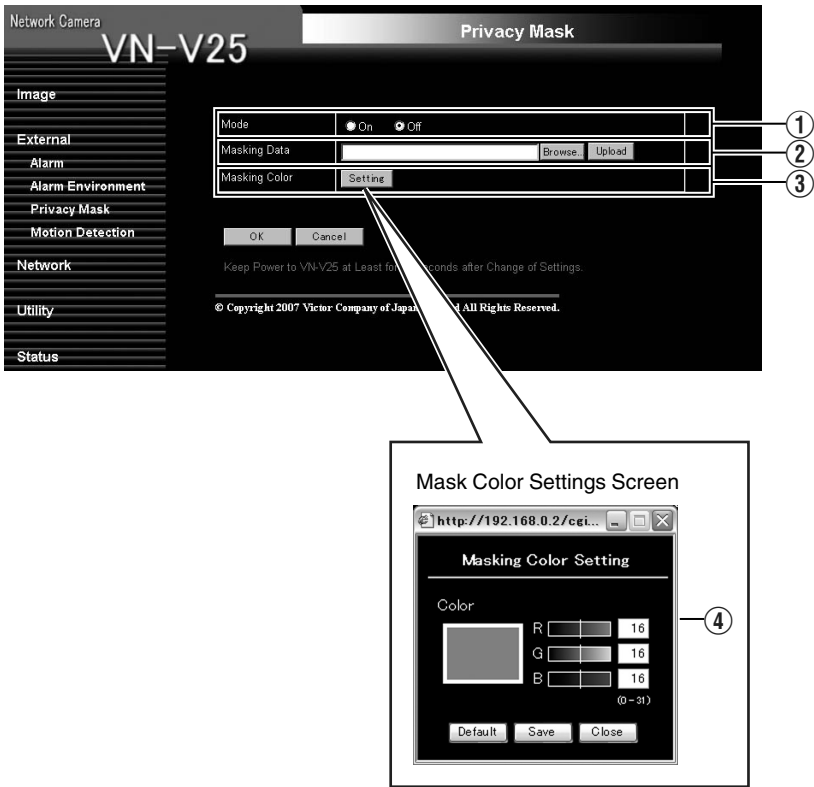 Network Camera
VN-V25
Privacy Mask
Image
External
Alarm
Alarm Environment
Privacy Mask
Motion Detection
Network
Utility
Status
Mode On Off ①
Masking Data Browse.. Upload ②
Masking Color Setting ③
OK Cancel
Keep Power to VN-V25 at Least for conds after Change of Settings.
© Copyright 2007 Victor Company of Japan All Rights Reserved.
Mask Color Settings Screen
http://192.168.0.2/cgi...
Masking Color Setting
Color
R 16
G 16
B 16
(0-31)
④
Default Save Close